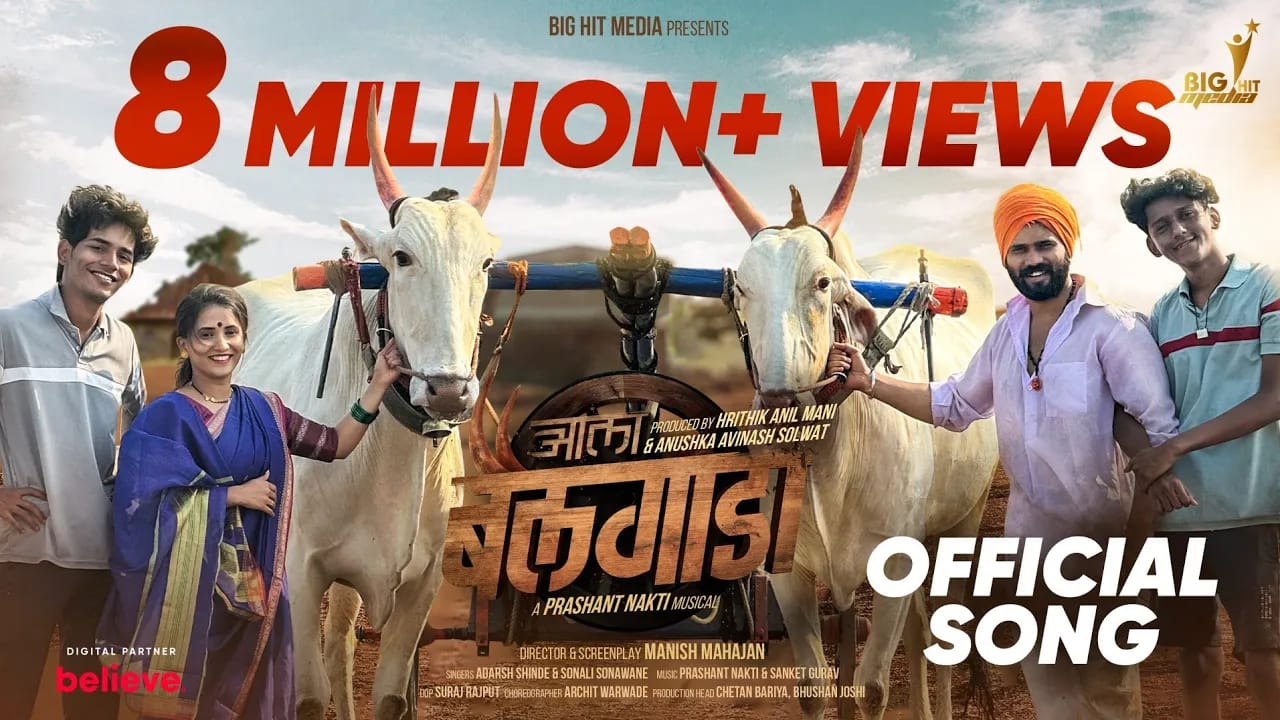 BIG HIT MEDIA PRESENTS
8 MILLION+ VIEWS
BIG HIT
media
आला
PRODUCED BY HRITHIK ANIL MANI
& ANUSHKA AVINASH SOLWAT
बैलगाडा
A PRASHANT NAKTI MUSICAL
OFFICIAL
SONG
DIGITAL PARTNER
believe.
DIRECTOR & SCREENPLAY MANISH MAHAJAN
SINGERS ADARSH SHINDE & SONALI SONAWANE MUSIC PRASHANT NAKTI & SANKET GURAV
DOP SURAJ RAJPUT CHOREOGRAPHER ARCHIT WARWADE PRODUCTION HEAD CHETAN BARIYA, BHUSHAN JOSHI